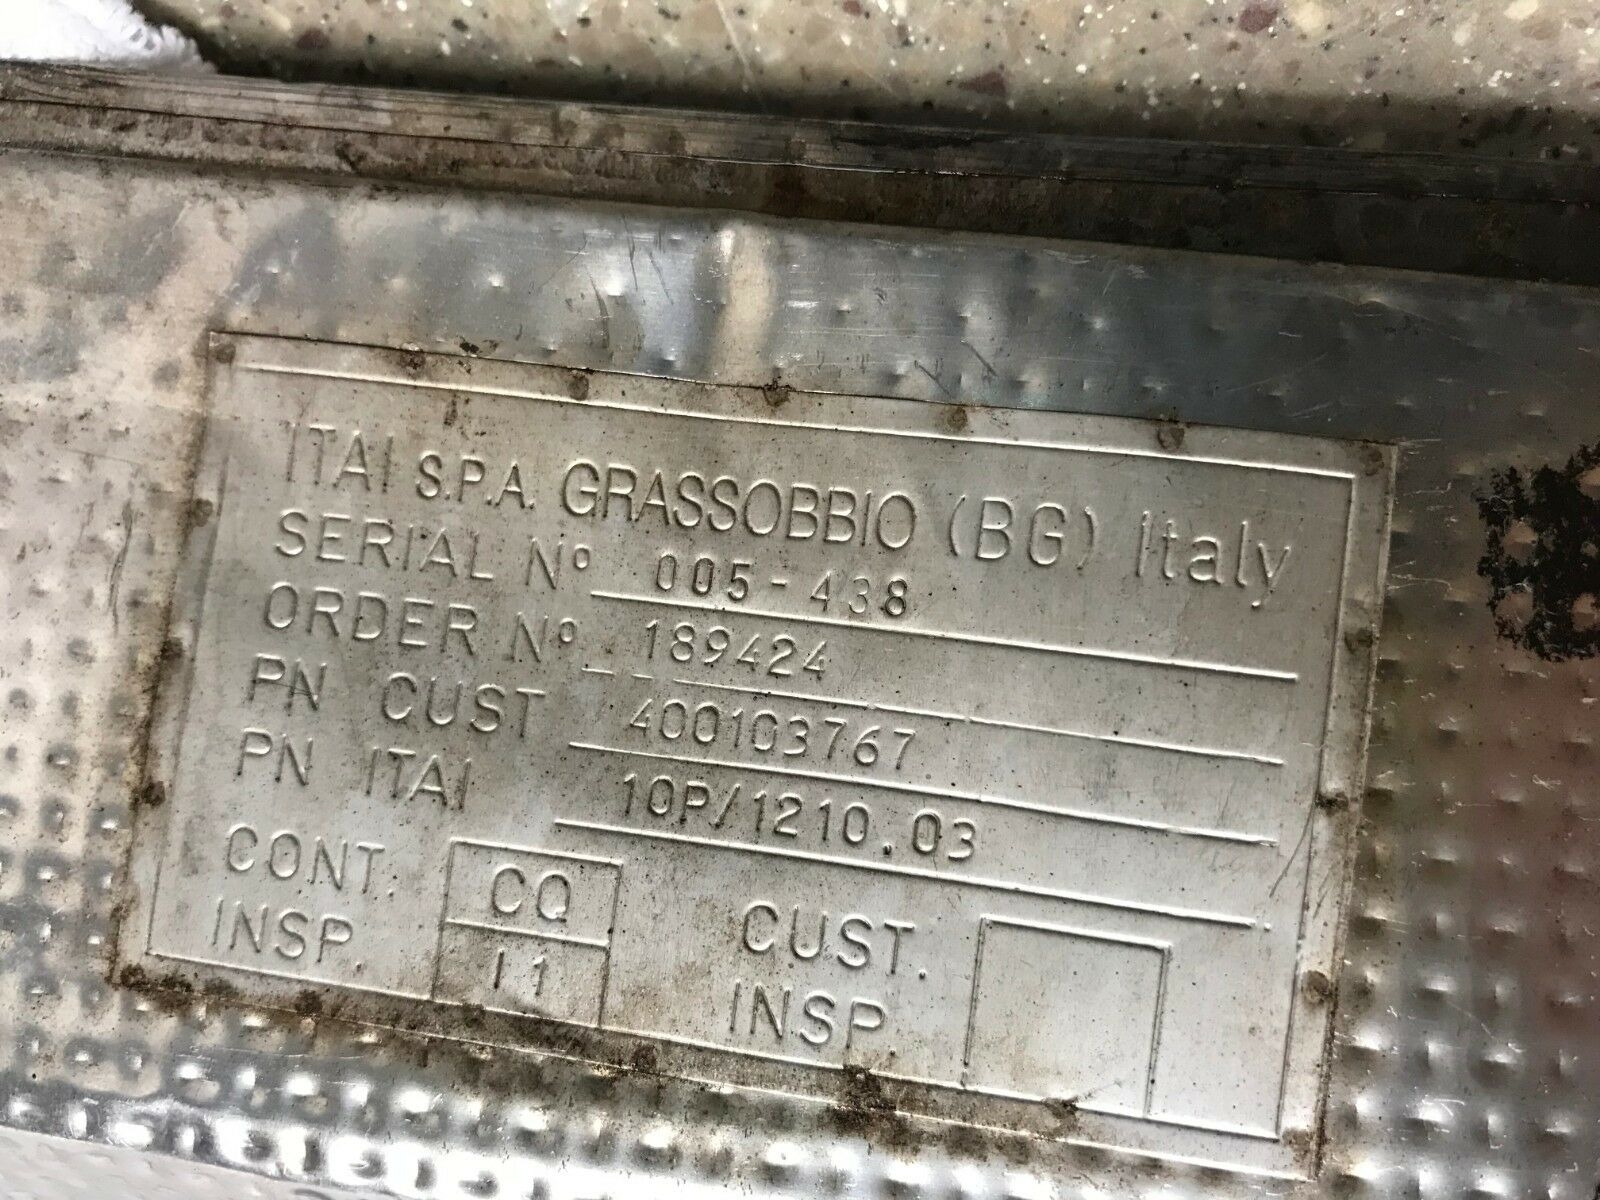 ITAI S.P.A. GRASSOBBIO (BG) Italy
SERIAL Nº 005-438
ORDER Nº 189424
PN CUST 400103767
PN ITAI 10P/1210.03
CONT. INSP. CQ I1
CUST. INSP.